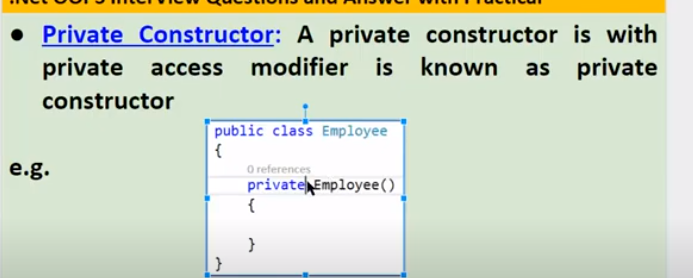 .Net OOPS Interview Questions and Answer with Practical
• Private Constructor: A private constructor is with
private access modifier is known as private
constructor
public class Employee
{
e.g.
0 references
private Employee()
{
}
}